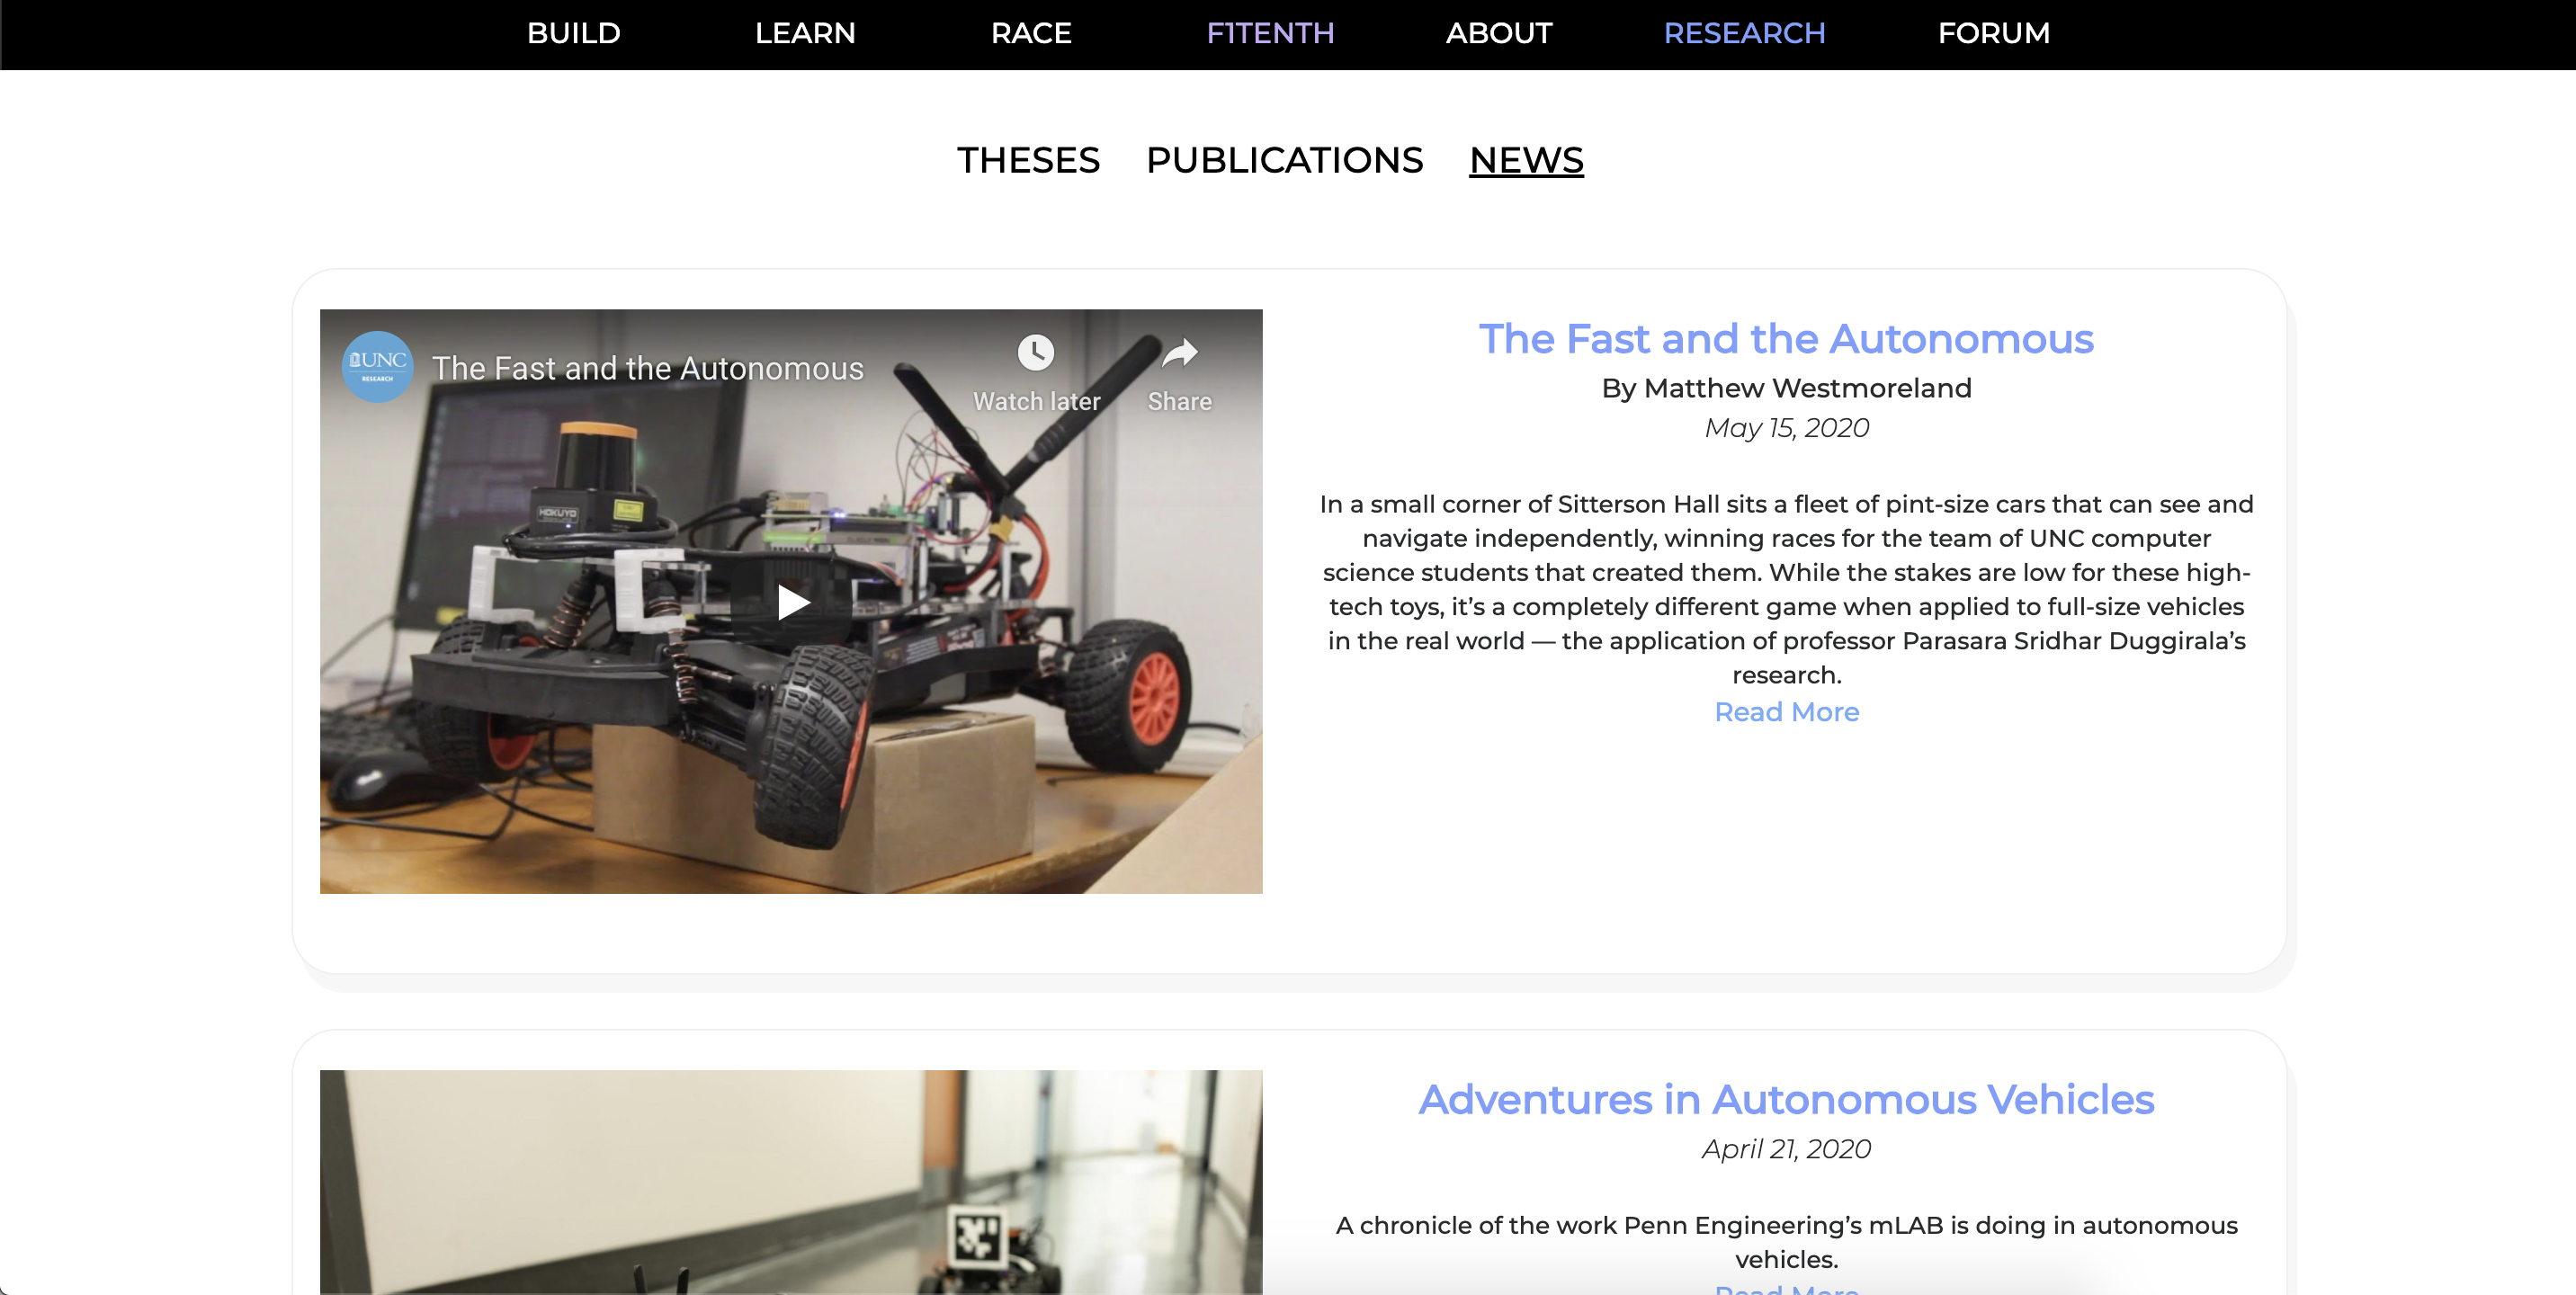 BUILD LEARN RACE F1TENTH ABOUT RESEARCH FORUM
THESES PUBLICATIONS NEWS
UNC
RESEARCH
The Fast and the Autonomous
Watch later
Share
HOKUYO
The Fast and the Autonomous
By Matthew Westmoreland
May 15, 2020
In a small corner of Sitterson Hall sits a fleet of pint-size cars that can see and
navigate independently, winning races for the team of UNC computer
science students that created them. While the stakes are low for these high-
tech toys, it’s a completely different game when applied to full-size vehicles
in the real world — the application of professor Parasara Sridhar Duggirala’s
research.
Read More
Adventures in Autonomous Vehicles
April 21, 2020
A chronicle of the work Penn Engineering’s mLAB is doing in autonomous
vehicles.
Read More